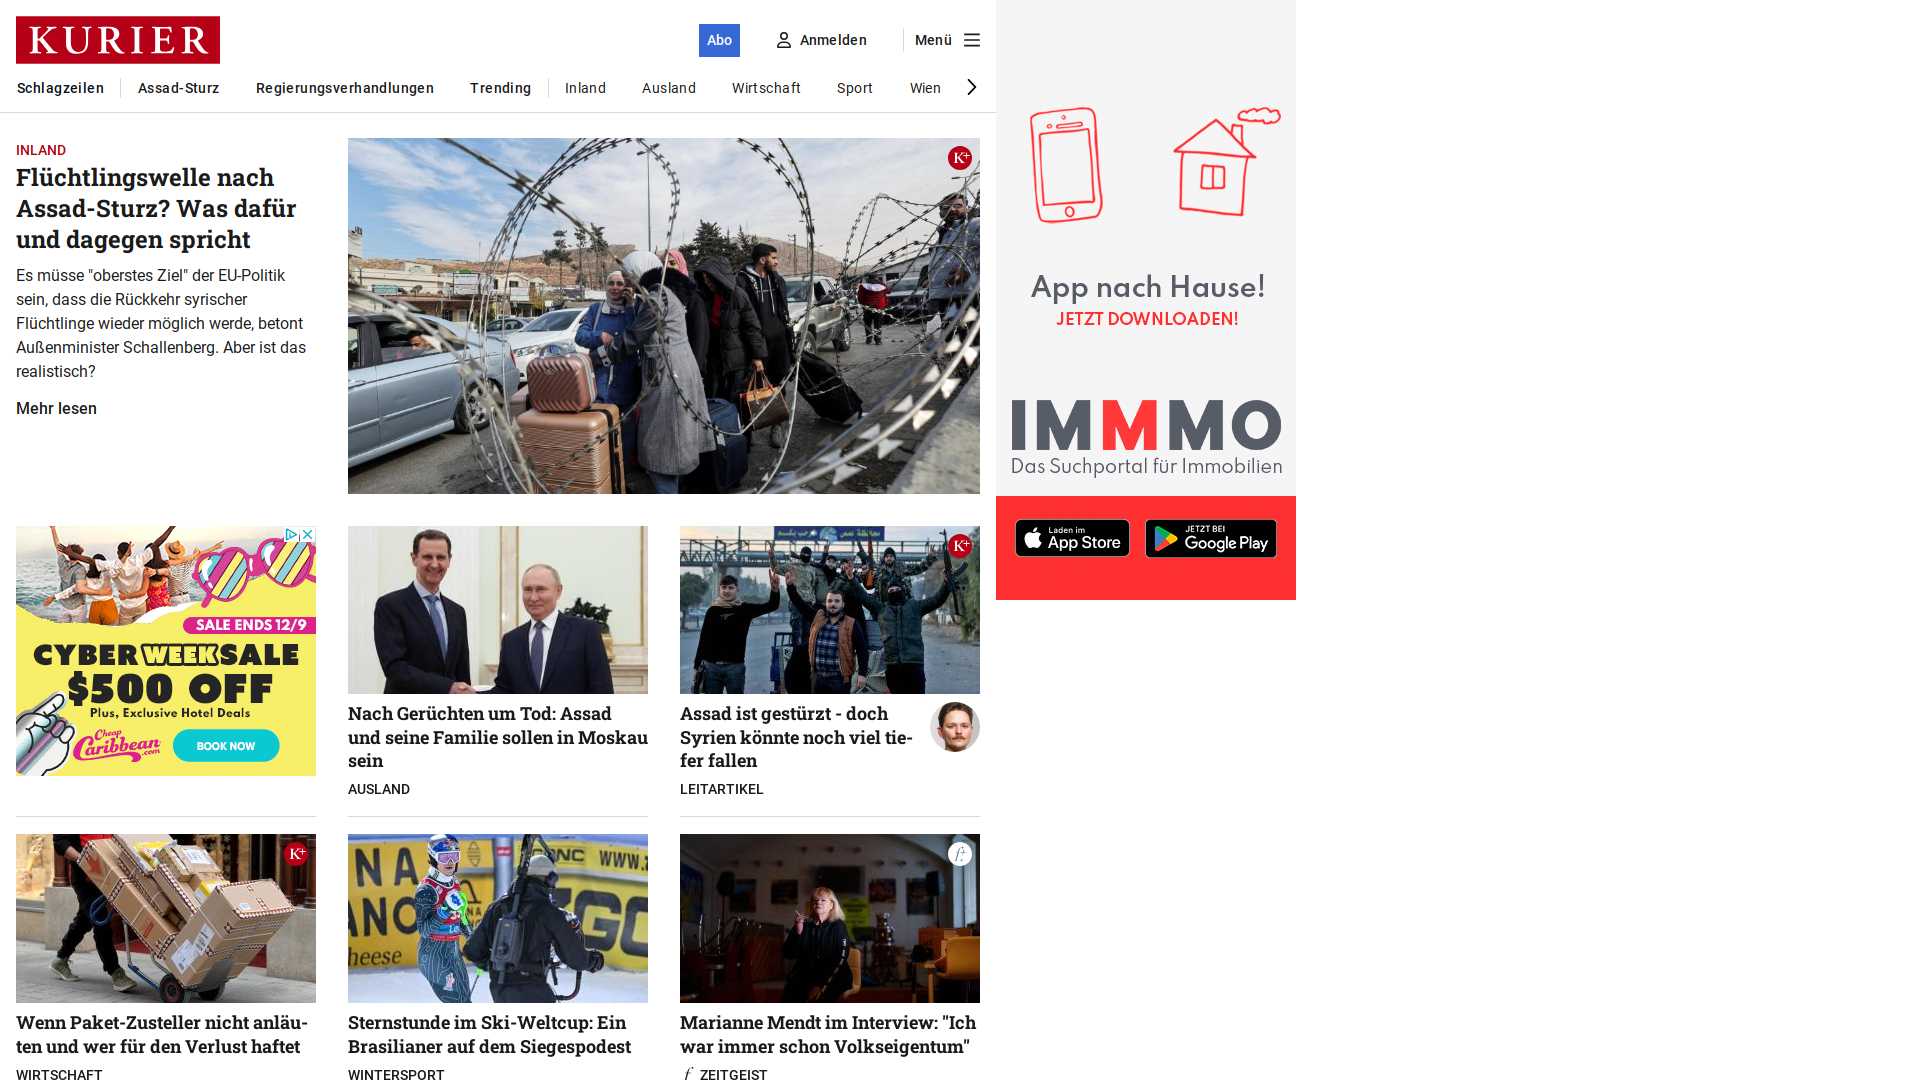 KURIER
Abo
Anmelden
Menü
Schlagzeilen
Assad-Sturz
Regierungsverhandlungen
Trending
Inland
Ausland
Wirtschaft
Sport
Wien
INLAND
Flüchtlingswelle nach
Assad-Sturz? Was dafür
und dagegen spricht
Es müsse "oberstes Ziel" der EU-Politik
sein, dass die Rückkehr syrischer
Flüchtlinge wieder möglich werde, betont
Außenminister Schallenberg. Aber ist das
realistisch?
Mehr lesen
K+
App nach Hause!
JETZT DOWNLOADEN!
IMMMO
Das Suchportal für Immobilien
Laden im
App Store
JETZT BEI
Google Play
SALE ENDS 12/9
CYBER WEEK SALE
$500 OFF
Plus, Exclusive Hotel Deals
Cheap
Caribbean.com
BOOK NOW
Nach Gerüchten um Tod: Assad
und seine Familie sollen in Moskau
sein
AUSLAND
K+
Assad ist gestürzt - doch
Syrien könnte noch viel tie-
fer fallen
LEITARTIKEL
K+
Wenn Paket-Zusteller nicht anläu-
ten und wer für den Verlust haftet
WIRTSCHAFT
Sternstunde im Ski-Weltcup: Ein
Brasilianer auf dem Siegespodest
WINTERSPORT
f+
Marianne Mendt im Interview: "Ich
war immer schon Volkseigentum"
f ZEITGEIST